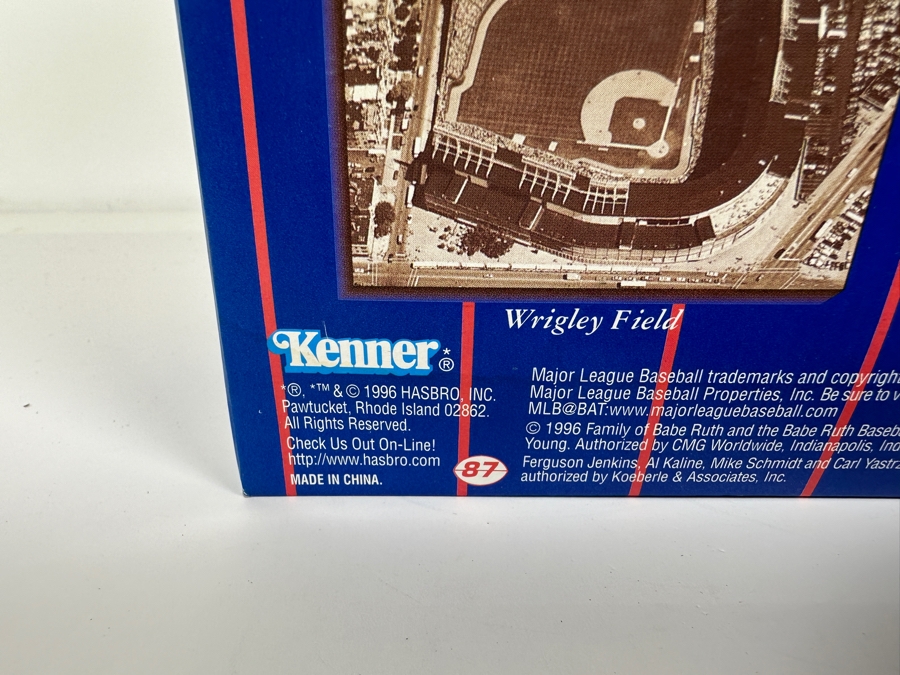 Wrigley Field
Kenner*®
*®, *™ & © 1996 HASBRO, INC.
Pawtucket, Rhode Island 02862.
All Rights Reserved.
Check Us Out On-Line!
http://www.hasbro.com
MADE IN CHINA.
87
Major League Baseball trademarks and copyright
Major League Baseball Properties, Inc. Be sure to v
MLB@BAT:www.majorleaguebaseball.com
© 1996 Family of Babe Ruth and the Babe Ruth Baseb
Young. Authorized by CMG Worldwide, Indianapolis, Ind
Ferguson Jenkins, Al Kaline, Mike Schmidt and Carl Yastrz
authorized by Koeberle & Associates, Inc.